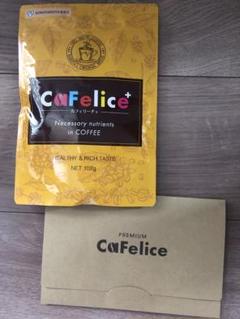 CaFelice+
カフェリーチェ
Necessary nutrients
in COFFEE
HEALTHY & RICH TASTE
NET 100g
PREMIUM
CaFelice